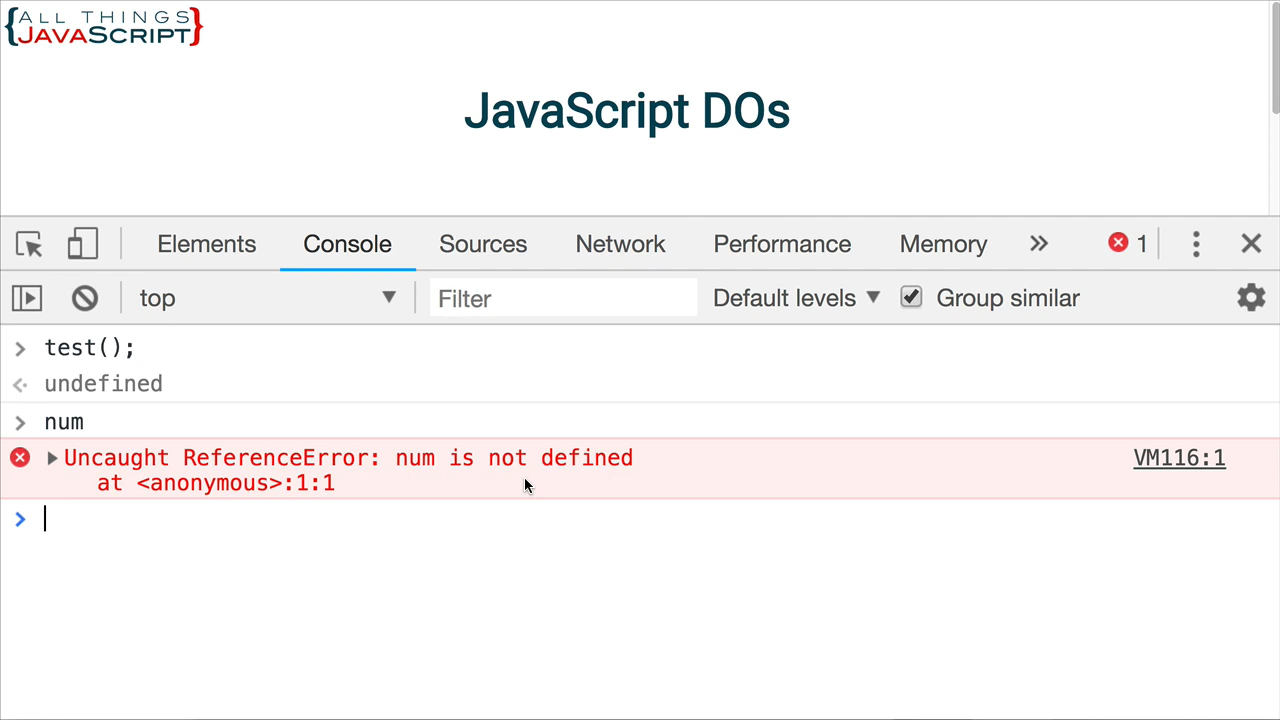 {ALL THINGS
JAVASCRIPT}
JavaScript DOs
Elements Console Sources Network Performance Memory » 1
top Filter Default levels Group similar
> test();
undefined
> num
Uncaught ReferenceError: num is not defined VM116:1
at <anonymous>:1:1
>